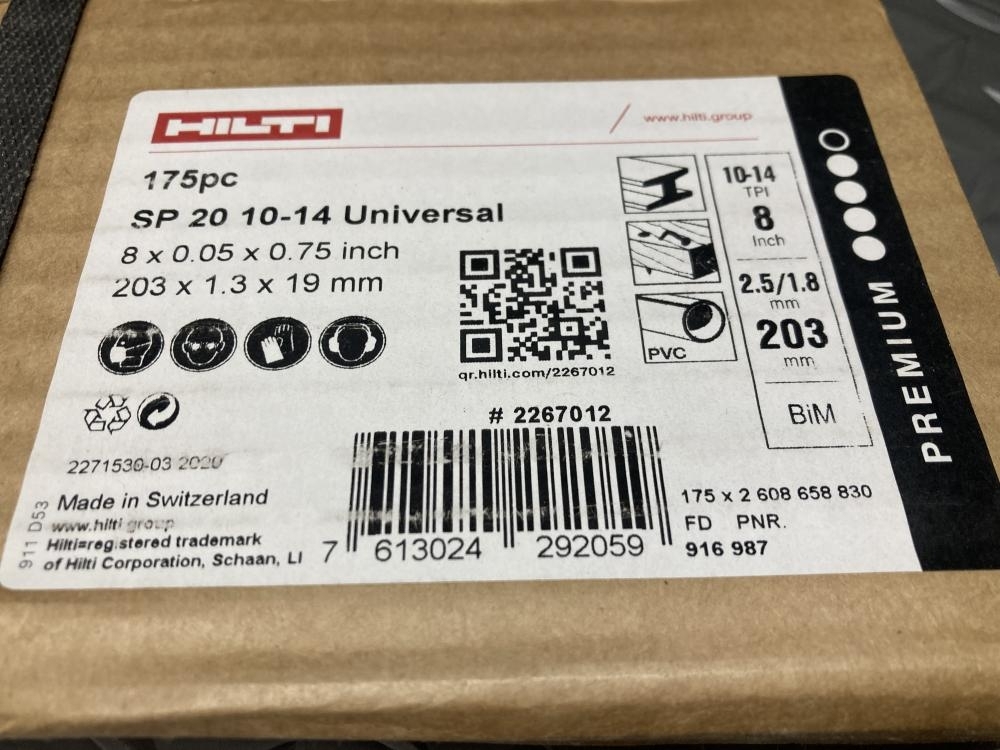 HILTI
www.hilti.group
175pc
SP 20 10-14 Universal
8 x 0.05 x 0.75 inch
203 x 1.3 x 19 mm
qr.hilti.com/2267012
PVC
10-14
TPI
8
Inch
2.5/1.8
mm
203
mm
BiM
PREMIUM
# 2267012
2271530-03 2020
Made in Switzerland
www.hilti group
Hilti=reg stered trademark
of Hilti Corporation, Schaan, LI
911 D53
7 613024 292059
175 x 2 608 658 830
FD PNR.
916 987